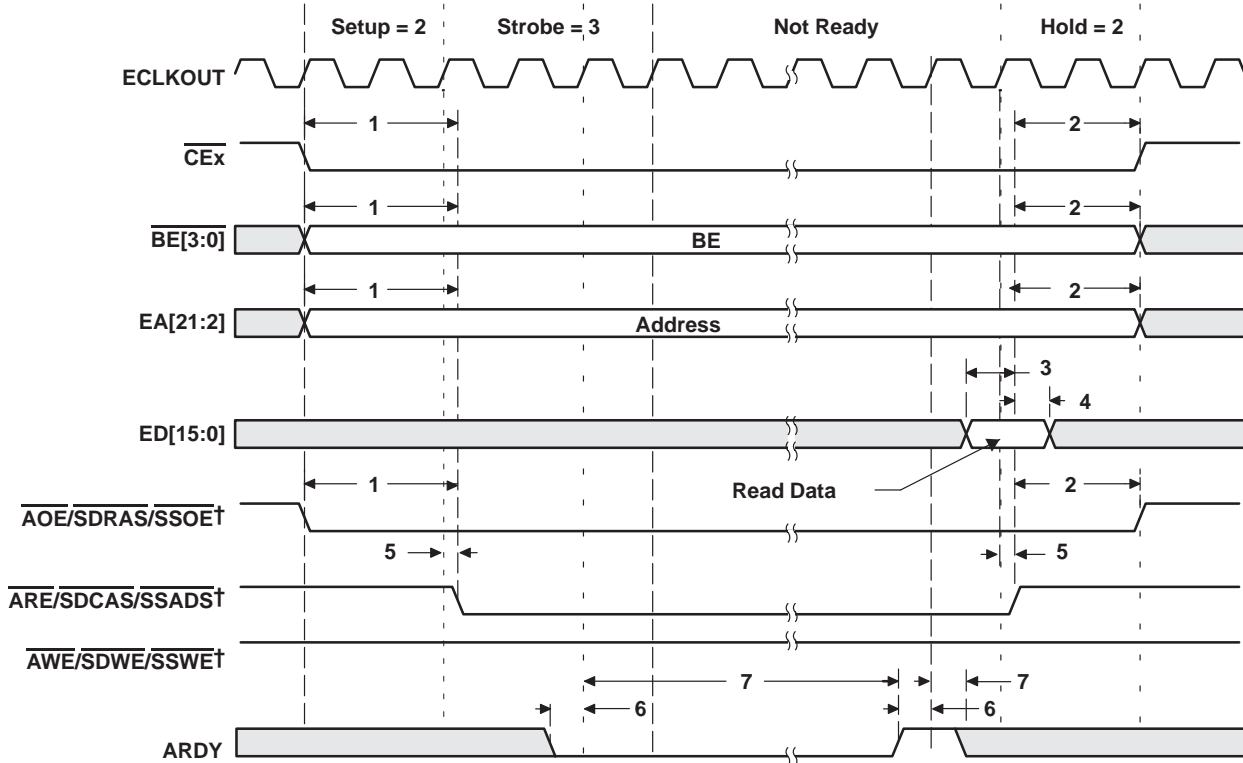 Setup = 2 Strobe = 3 Not Ready Hold = 2
ECLKOUT
1 2
CEx
1 2
BE[3:0] BE
1 2
EA[21:2] Address
3
4
ED[15:0]
1 Read Data 2
AOE/SDRAS/SSOE†
5 5
ARE/SDCAS/SSADS†
AWE/SDWE/SSWE†
7 7
6 6
ARDY